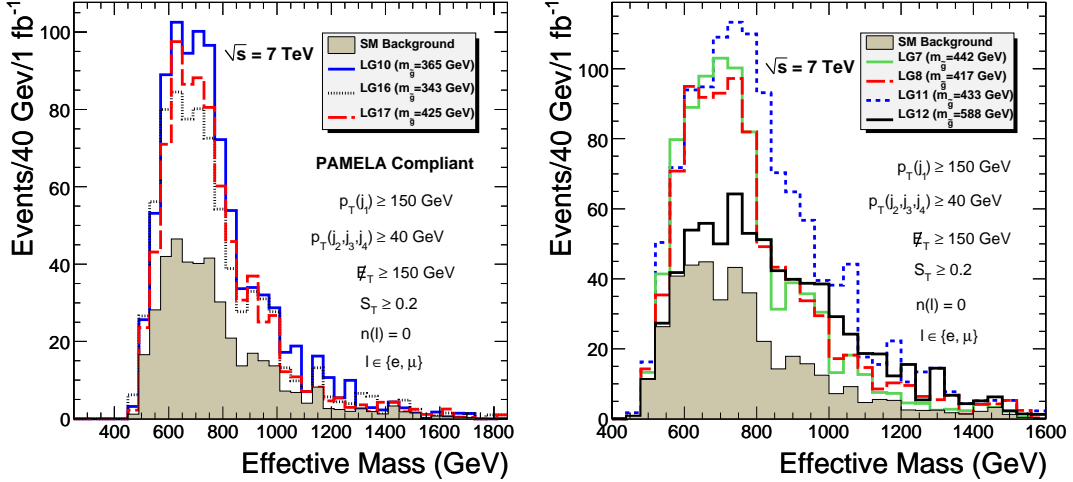 Events/40 GeV/1 fb⁻¹
100
80
60
40
20
0
400 600 800 1000 1200 1400 1600 1800
Effective Mass (GeV)
√s = 7 TeV
SM Background
LG10 (m_g̃=365 GeV)
LG16 (m_g̃=343 GeV)
LG17 (m_g̃=425 GeV)
PAMELA Compliant
p_T(j_1) ≥ 150 GeV
p_T(j_2,j_3,j_4) ≥ 40 GeV
E̸_T ≥ 150 GeV
S_T ≥ 0.2
n(l) = 0
l ∈ {e, μ}
Events/40 GeV/1 fb⁻¹
100
80
60
40
20
0
400 600 800 1000 1200 1400 1600
Effective Mass (GeV)
√s = 7 TeV
SM Background
LG7 (m_g̃=442 GeV)
LG8 (m_g̃=417 GeV)
LG11 (m_g̃=433 GeV)
LG12 (m_g̃=588 GeV)
p_T(j_1) ≥ 150 GeV
p_T(j_2,j_3,j_4) ≥ 40 GeV
E̸_T ≥ 150 GeV
S_T ≥ 0.2
n(l) = 0
l ∈ {e, μ}